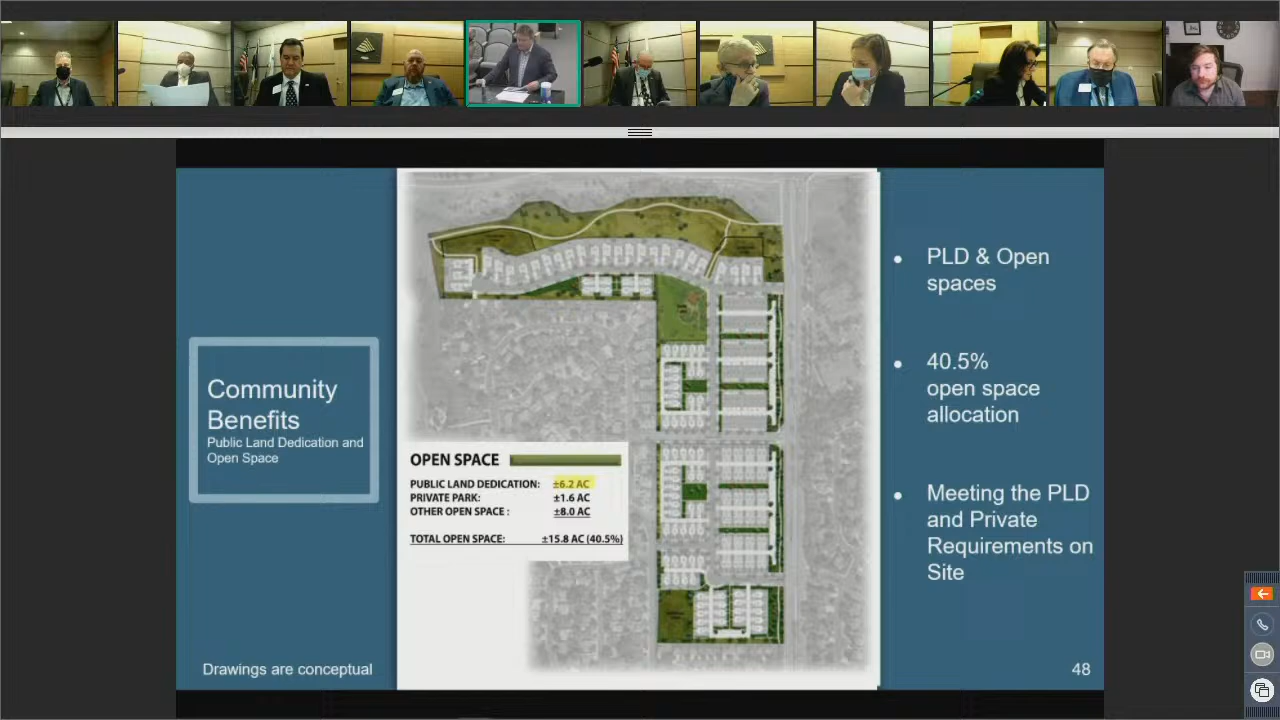 Community
Benefits
Public Land Dedication and
Open Space
Drawings are conceptual
OPEN SPACE
PUBLIC LAND DEDICATION: ±6.2 AC
PRIVATE PARK: ±1.6 AC
OTHER OPEN SPACE : ±8.0 AC
TOTAL OPEN SPACE: ±15.8 AC (40.5%)
• PLD & Open
spaces
• 40.5%
open space
allocation
• Meeting the PLD
and Private
Requirements on
Site
48